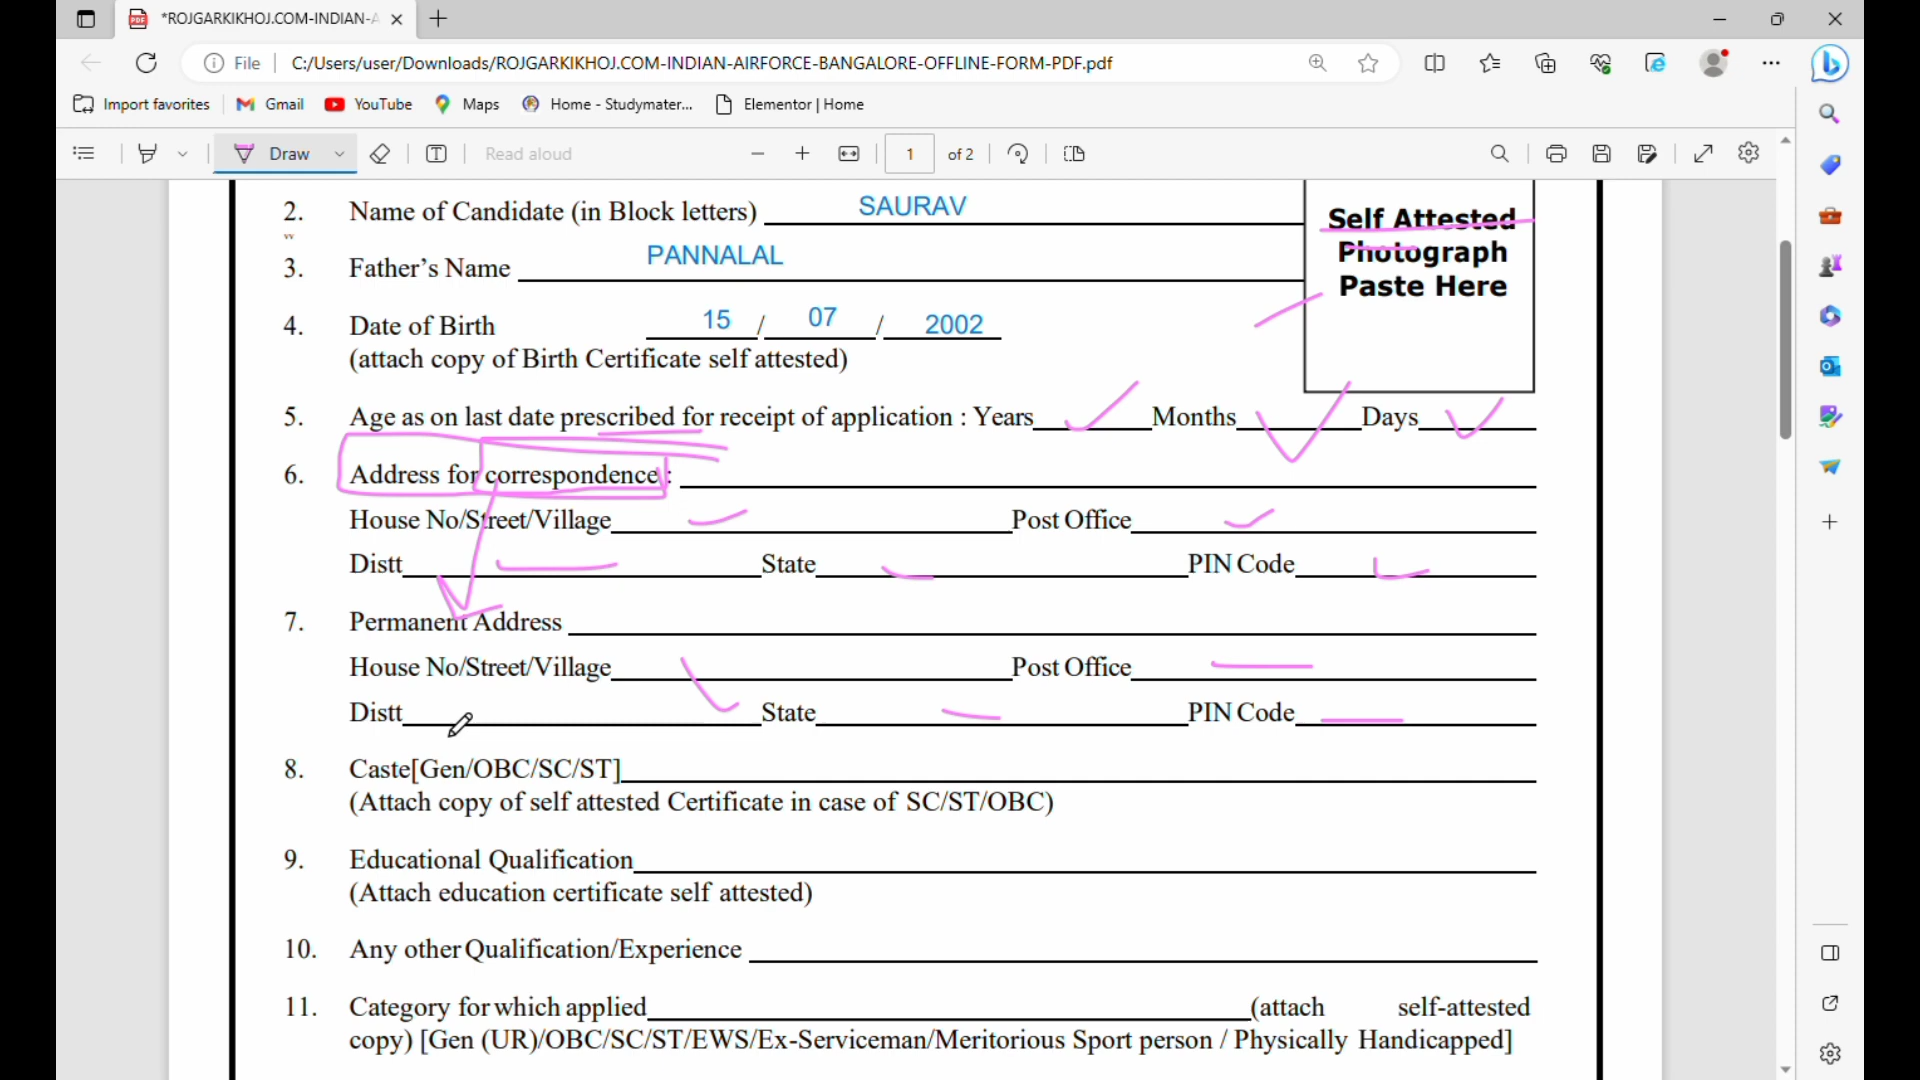 *ROJGARKIKHOJ.COM-INDIAN-A
File C:/Users/user/Downloads/ROJGARKIKHOJ.COM-INDIAN-AIRFORCE-BANGALORE-OFFLINE-FORM-PDF.pdf
Import favorites Gmail YouTube Maps Home - Studymater... Elementor | Home
Draw Read aloud 1 of 2
2. Name of Candidate (in Block letters) SAURAV
3. Father's Name PANNALAL
Self Attested
Photograph
Paste Here
4. Date of Birth 15 / 07 / 2002
(attach copy of Birth Certificate self attested)
5. Age as on last date prescribed for receipt of application : Years Months Days
6. Address for correspondence :
House No/Street/Village Post Office
Distt State PIN Code
7. Permanent Address
House No/Street/Village Post Office
Distt State PIN Code
8. Caste[Gen/OBC/SC/ST]
(Attach copy of self attested Certificate in case of SC/ST/OBC)
9. Educational Qualification
(Attach education certificate self attested)
10. Any other Qualification/Experience
11. Category for which applied (attach self-attested
copy) [Gen (UR)/OBC/SC/ST/EWS/Ex-Serviceman/Meritorious Sport person / Physically Handicapped]